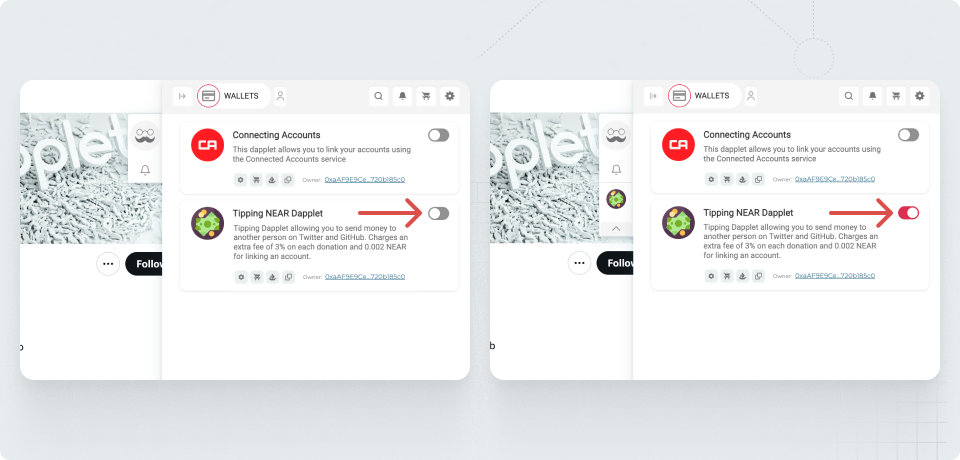 WALLETS
Connecting Accounts
This dapplet allows you to link your accounts using
the Connected Accounts service
CA
Owner: 0xaAF9E9Ce...720b185c0
Tipping NEAR Dapplet
Tipping Dapplet allowing you to send money to
another person on Twitter and GitHub. Charges an
extra fee of 3% on each donation and 0.002 NEAR
for linking an account.
Owner: 0xaAF9E9Ce...720b185c0
pplet
Follow
b
WALLETS
Connecting Accounts
This dapplet allows you to link your accounts using
the Connected Accounts service
CA
Owner: 0xaAF9E9Ce...720b185c0
Tipping NEAR Dapplet
Tipping Dapplet allowing you to send money to
another person on Twitter and GitHub. Charges an
extra fee of 3% on each donation and 0.002 NEAR
for linking an account.
Owner: 0xaAF9E9Ce...720b185c0
pplet
Follow
b